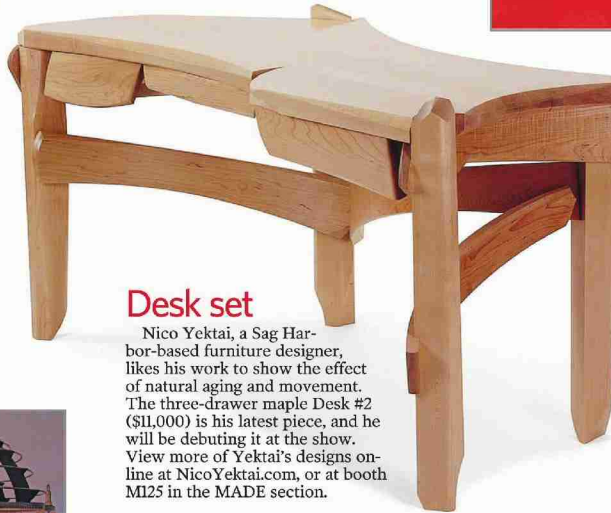 Desk set
Nico Yektai, a Sag Har-
bor-based furniture designer,
likes his work to show the effect
of natural aging and movement.
The three-drawer maple Desk #2
($11,000) is his latest piece, and he
will be debuting it at the show.
View more of Yektai's designs on-
line at NicoYektai.com, or at booth
M125 in the MADE section.